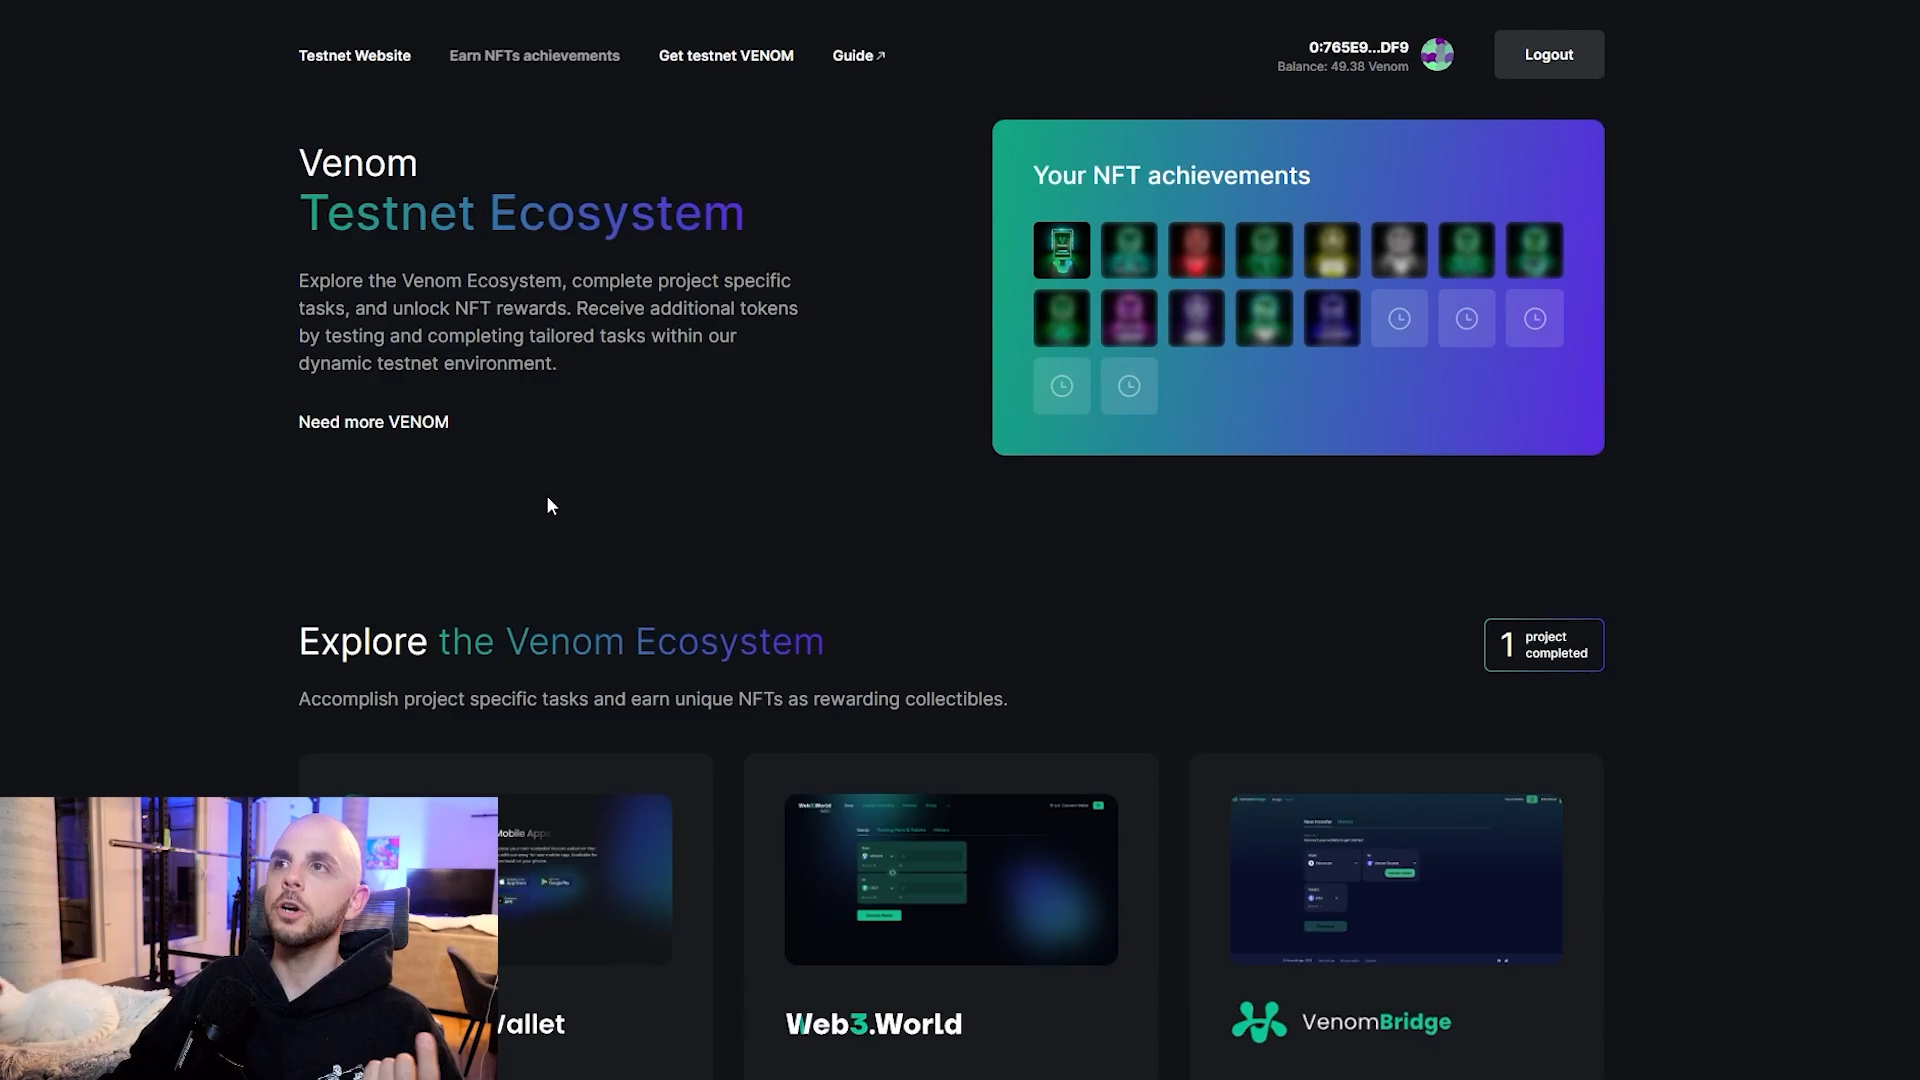 Testnet Website
Earn NFTs achievements
Get testnet VENOM
Guide
0:765E9...DF9
Balance: 49.38 Venom
Logout
Venom
Testnet Ecosystem
Explore the Venom Ecosystem, complete project specific
tasks, and unlock NFT rewards. Receive additional tokens
by testing and completing tailored tasks within our
dynamic testnet environment.
Need more VENOM
Your NFT achievements
Explore the Venom Ecosystem
Accomplish project specific tasks and earn unique NFTs as rewarding collectibles.
1 project
completed
Mobile Apps
Web3.World
VenomBridge